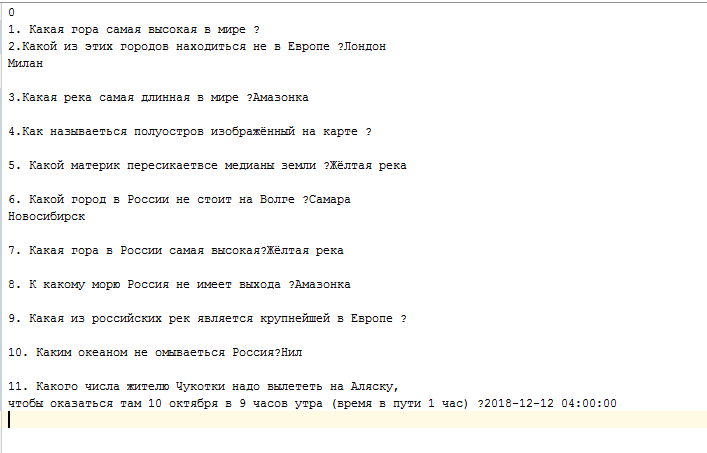 0
1. Какая гора самая высокая в мире ?
2.Какой из этих городов находиться не в Европе ?Лондон
Милан
3.Какая река самая длинная в мире ?Амазонка
4.Как называеться полуостров изображённый на карте ?
5. Какой материк пересикаетвсе медианы земли ?Жёлтая река
6. Какой город в России не стоит на Волге ?Самара
Новосибирск
7. Какая гора в России самая высокая?Жёлтая река
8. К какому морю Россия не имеет выхода ?Амазонка
9. Какая из российских рек является крупнейшей в Европе ?
10. Каким океаном не омываеться Россия?Нил
11. Какого числа жителю Чукотки надо вылететь на Аляску,
чтобы оказаться там 10 октября в 9 часов утра (время в пути 1 час) ?2018-12-12 04:00:00